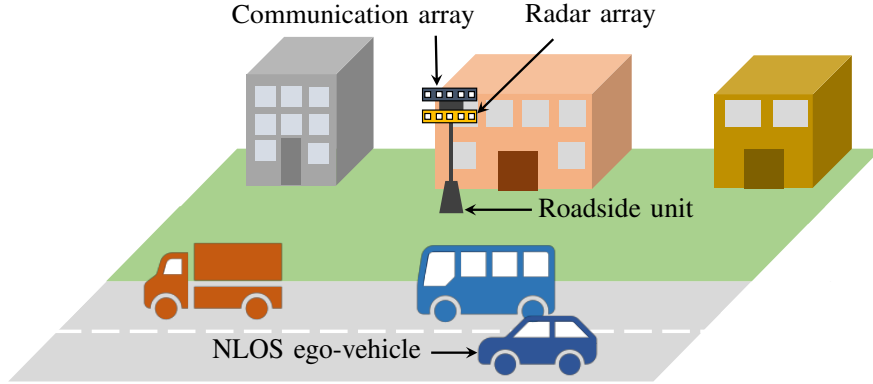 Communication array
Radar array
Roadside unit
NLOS ego-vehicle